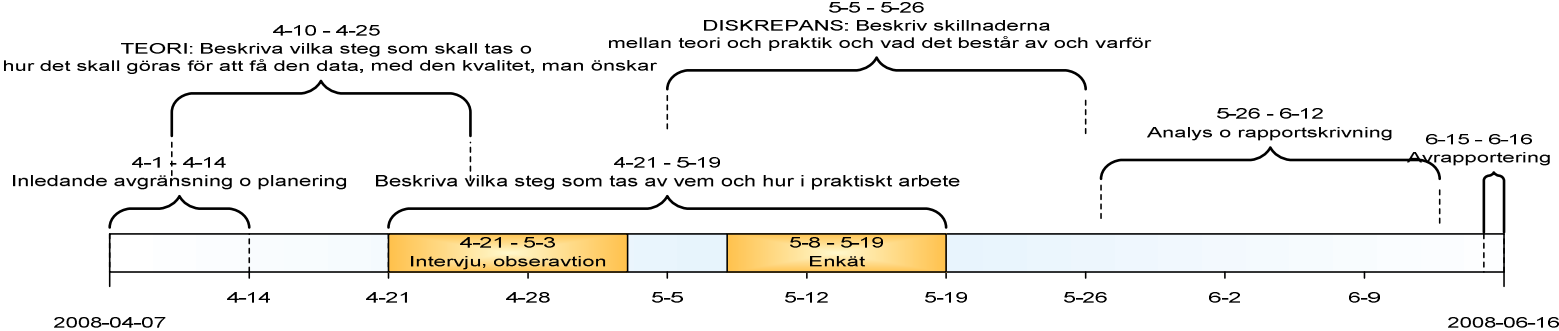 5-5 - 5-26
DISKREPANS: Beskriv skillnaderna
mellan teori och praktik och vad det består av och varför
4-10 - 4-25
TEORI: Beskriva vilka steg som skall tas o
hur det skall göras för att få den data, med den kvalitet, man önskar
5-26 - 6-12
Analys o rapportskrivning
6-15 - 6-16
Avrapportering
4-1 - 4-14
Inledande avgränsning o planering
4-21 - 5-19
Beskriva vilka steg som tas av vem och hur i praktiskt arbete
4-21 - 5-3
Intervju, obseravtion
5-8 - 5-19
Enkät
4-14
4-21
4-28
5-5
5-12
5-19
5-26
6-2
6-9
2008-04-07
2008-06-16